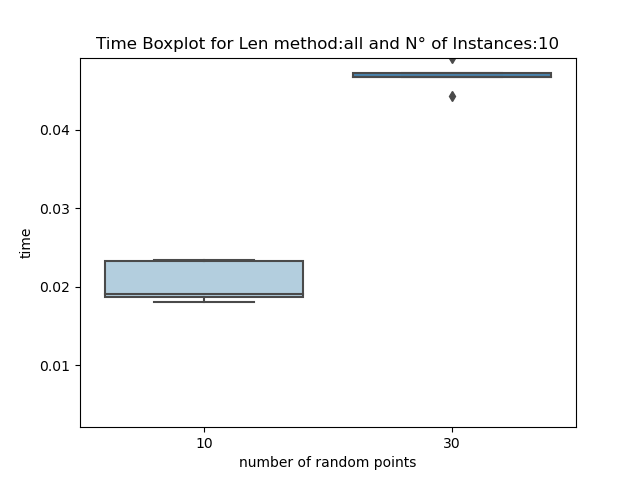 Time Boxplot for Len method:all and N° of Instances:10
0.04
0.03
0.02
0.01
time
10
30
number of random points